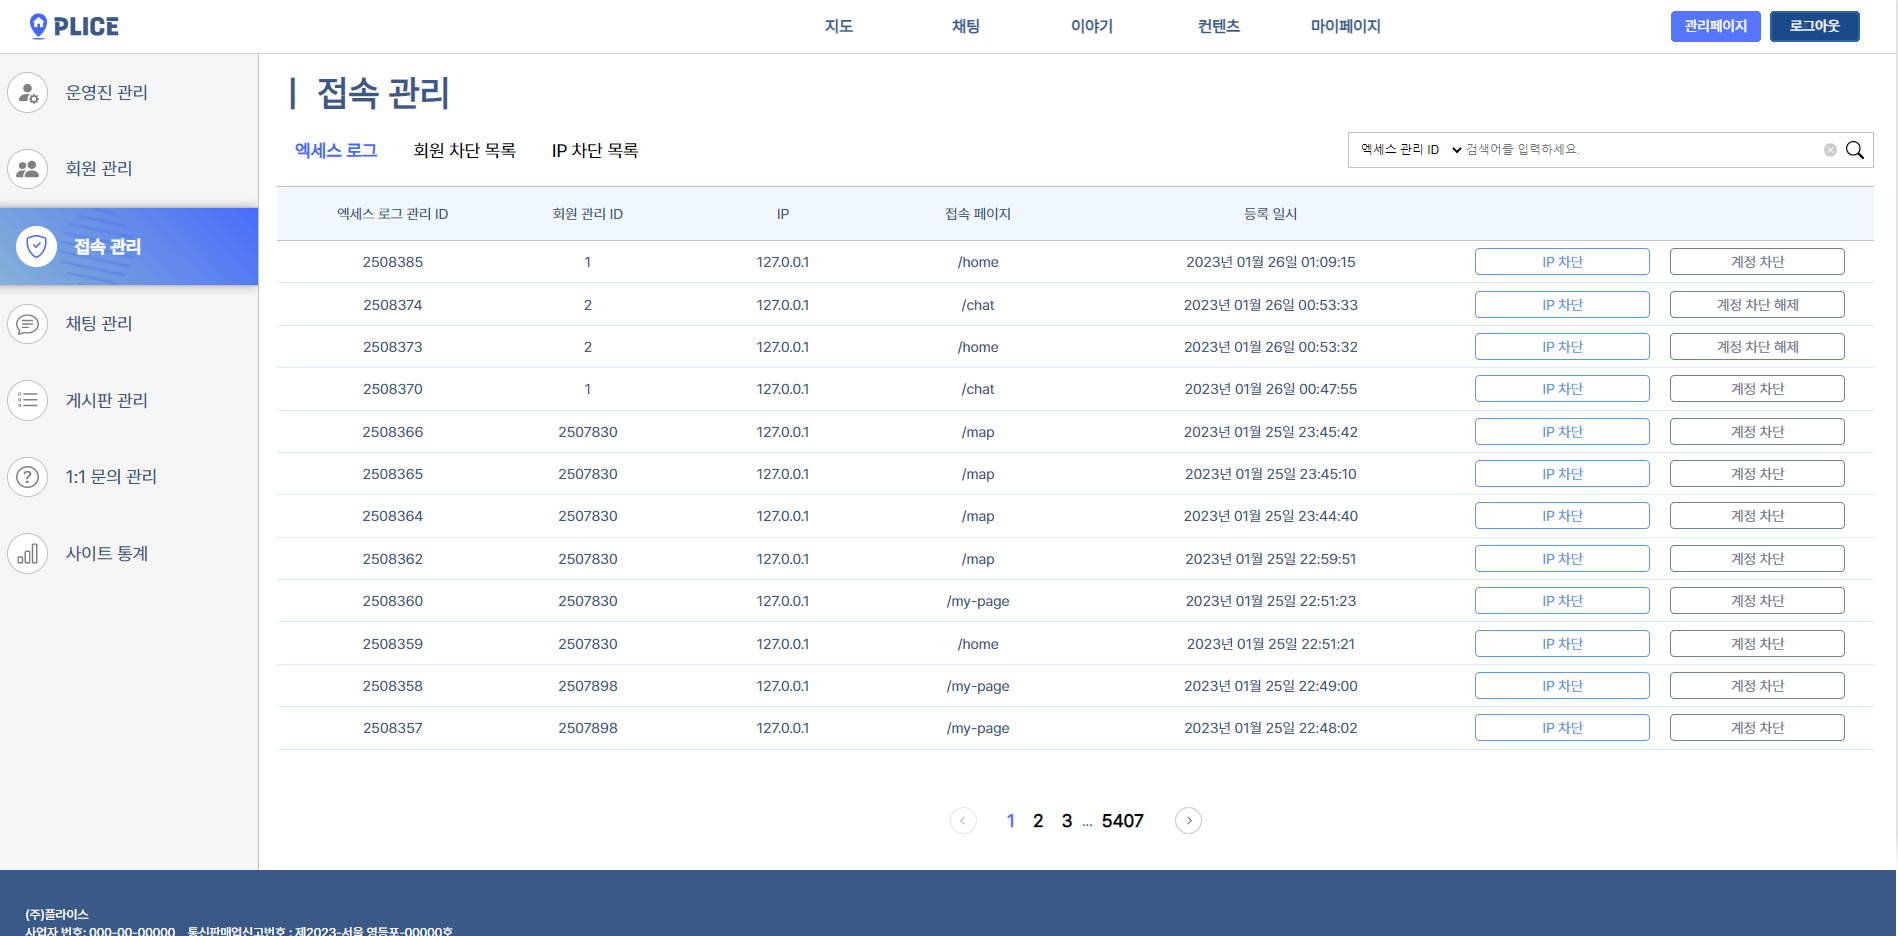 PLICE 지도 채팅 이야기 컨텐츠 마이페이지 관리페이지 로그아웃
운영진 관리
회원 관리
접속 관리
채팅 관리
게시판 관리
1:1 문의 관리
사이트 통계
접속 관리
엑세스 로그 회원 차단 목록 IP 차단 목록 엑세스 관리 ID 검색어를 입력하세요.
엑세스 로그 관리 ID 회원 관리 ID IP 접속 페이지 등록 일시
2508385 1 127.0.0.1 /home 2023년 01월 26일 01:09:15 IP 차단 계정 차단
2508374 2 127.0.0.1 /chat 2023년 01월 26일 00:53:33 IP 차단 계정 차단 해제
2508373 2 127.0.0.1 /home 2023년 01월 26일 00:53:32 IP 차단 계정 차단 해제
2508370 1 127.0.0.1 /chat 2023년 01월 26일 00:47:55 IP 차단 계정 차단
2508366 2507830 127.0.0.1 /map 2023년 01월 25일 23:45:42 IP 차단 계정 차단
2508365 2507830 127.0.0.1 /map 2023년 01월 25일 23:45:10 IP 차단 계정 차단
2508364 2507830 127.0.0.1 /map 2023년 01월 25일 23:44:40 IP 차단 계정 차단
2508362 2507830 127.0.0.1 /map 2023년 01월 25일 22:59:51 IP 차단 계정 차단
2508360 2507830 127.0.0.1 /my-page 2023년 01월 25일 22:51:23 IP 차단 계정 차단
2508359 2507830 127.0.0.1 /home 2023년 01월 25일 22:51:21 IP 차단 계정 차단
2508358 2507898 127.0.0.1 /my-page 2023년 01월 25일 22:49:00 IP 차단 계정 차단
2508357 2507898 127.0.0.1 /my-page 2023년 01월 25일 22:48:02 IP 차단 계정 차단
1 2 3 ... 5407
(주)플라이스
사업자 번호: 000-00-00000 통신판매업신고번호 : 제2023-서울 영등포-00000호